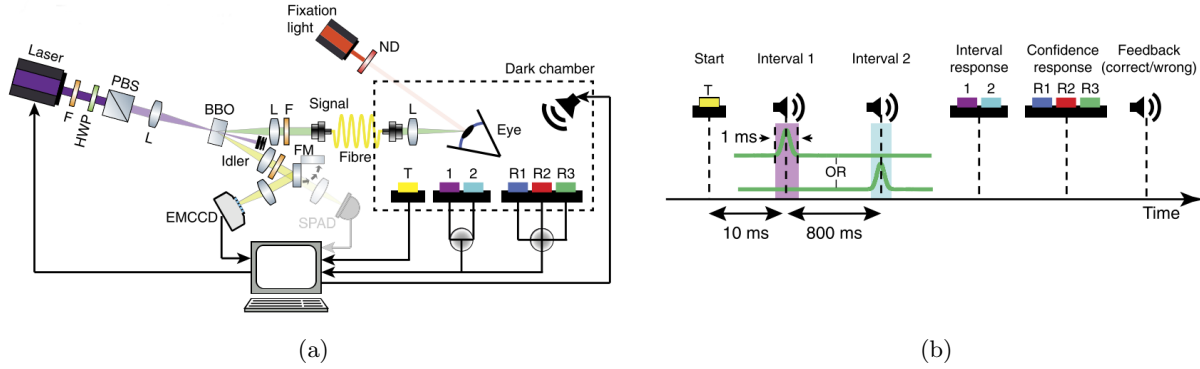 Fixation
light
ND
Laser
PBS
Dark chamber
BBO
L
F
Signal
L
Eye
F
HWP
L
Idler
Fibre
FM
T
1
2
R1
R2
R3
EMCCD
SPAD
(a)
Start
Interval 1
Interval 2
Interval
response
Confidence
response
Feedback
(correct/wrong)
T
1
2
R1
R2
R3
1 ms
OR
Time
10 ms
800 ms
(b)